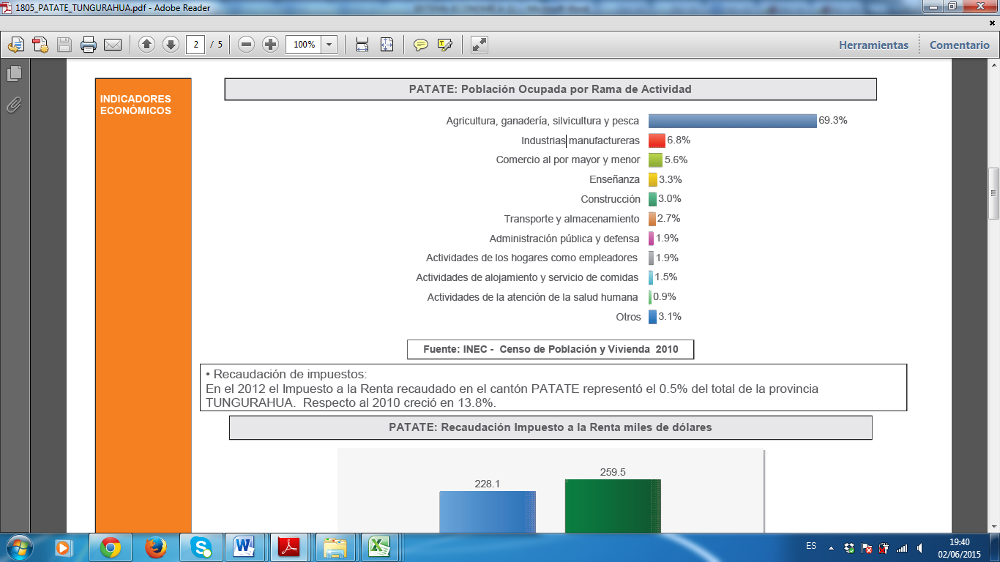 1805_PATATE_TUNGURAHUA.pdf - Adobe Reader
2 / 5
100%
Herramientas
Comentario
INDICADORES
ECONÓMICOS
PATATE: Población Ocupada por Rama de Actividad
Agricultura, ganadería, silvicultura y pesca 69.3%
Industrias manufactureras 6.8%
Comercio al por mayor y menor 5.6%
Enseñanza 3.3%
Construcción 3.0%
Transporte y almacenamiento 2.7%
Administración pública y defensa 1.9%
Actividades de los hogares como empleadores 1.9%
Actividades de alojamiento y servicio de comidas 1.5%
Actividades de la atención de la salud humana 0.9%
Otros 3.1%
Fuente: INEC - Censo de Población y Vivienda 2010
• Recaudación de impuestos:
En el 2012 el Impuesto a la Renta recaudado en el cantón PATATE representó el 0.5% del total de la provincia
TUNGURAHUA. Respecto al 2010 creció en 13.8%.
PATATE: Recaudación Impuesto a la Renta miles de dólares
228.1
259.5
ES
19:40
02/06/2015